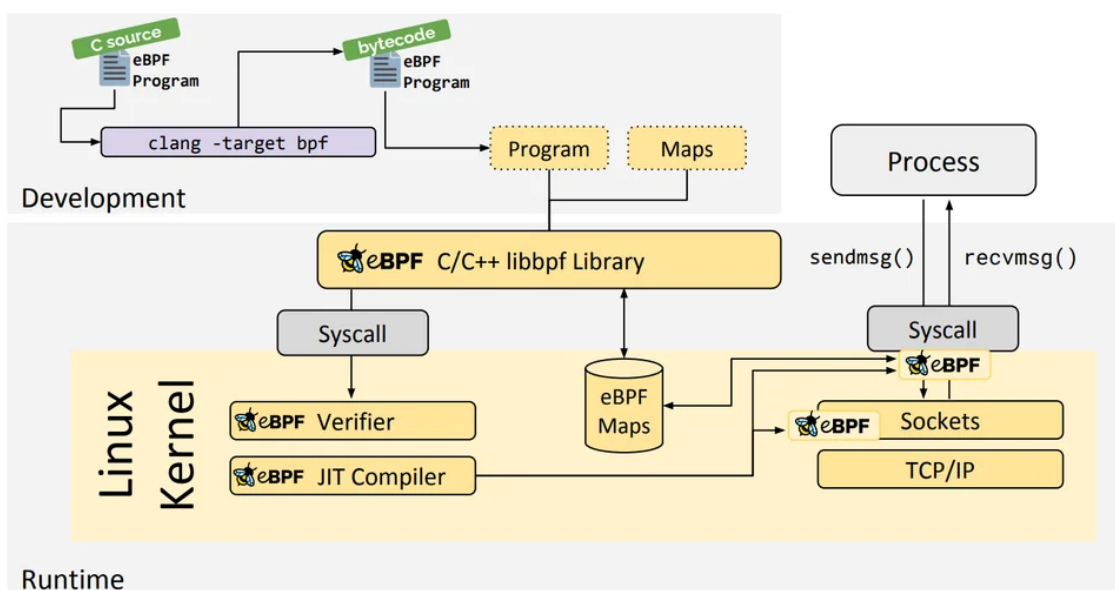 C source
eBPF
Program
bytecode
eBPF
Program
clang -target bpf
Program
Maps
Development
Process
eBPF C/C++ libbpf Library
sendmsg()
recvmsg()
Syscall
Syscall
eBPF
eBPF
Maps
Linux
Kernel
eBPF Verifier
eBPF Sockets
eBPF JIT Compiler
TCP/IP
Runtime